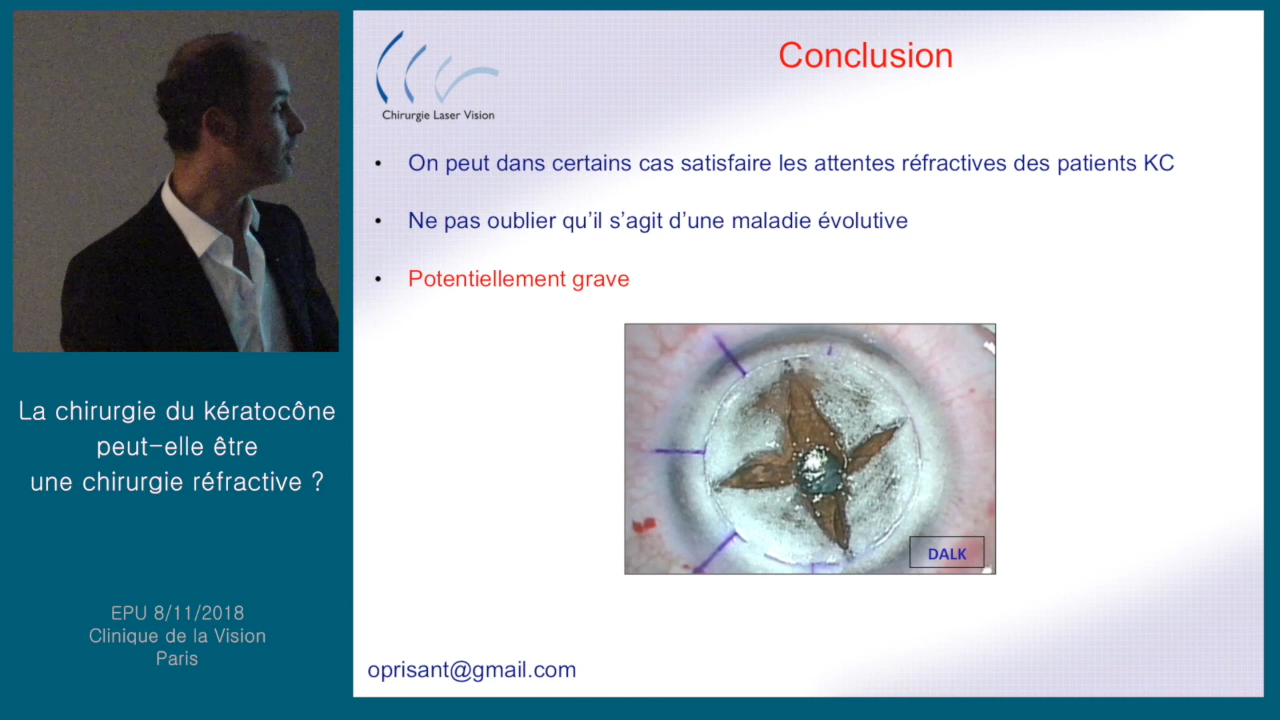 La chirurgie du kératocône
peut-elle être
une chirurgie réfractive ?
EPU 8/11/2018
Clinique de la Vision
Paris
Chirurgie Laser Vision
Conclusion
• On peut dans certains cas satisfaire les attentes réfractives des patients KC
• Ne pas oublier qu’il s’agit d’une maladie évolutive
• Potentiellement grave
DALK
oprisant@gmail.com